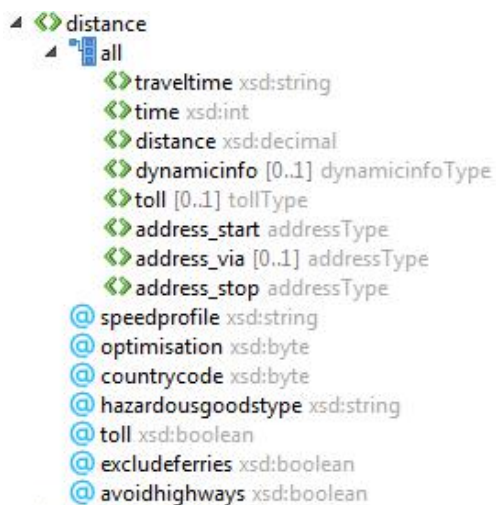 distance
all
traveltime xsd:string
time xsd:int
distance xsd:decimal
dynamicinfo [0..1] dynamicinfoType
toll [0..1] tollType
address_start addressType
address_via [0..1] addressType
address_stop addressType
@ speedprofile xsd:string
@ optimisation xsd:byte
@ countrycode xsd:byte
@ hazardousgoodstype xsd:string
@ toll xsd:boolean
@ excludeferries xsd:boolean
@ avoidhighways xsd:boolean